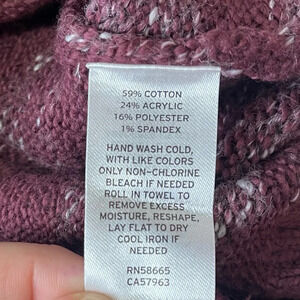 59% COTTON
24% ACRYLIC
16% POLYESTER
1% SPANDEX
HAND WASH COLD,
WITH LIKE COLORS
ONLY NON-CHLORINE
BLEACH IF NEEDED
ROLL IN TOWEL TO
REMOVE EXCESS
MOISTURE, RESHAPE,
LAY FLAT TO DRY
COOL IRON IF
NEEDED
RN58665
CA57963